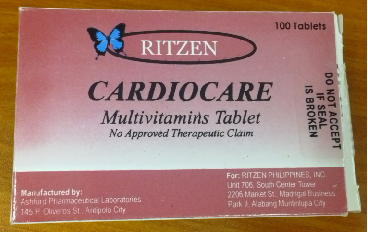 100 Tablets
RITZEN
CARDIOCARE
Multivitamins Tablet
No Approved Therapeutic Claim
DO NOT ACCEPT
IF SEAL
IS BROKEN
Manufactured by:
Ashford Pharmaceutical Laboratories
145 P. Oliveros St., Antipolo City
For: RITZEN PHILIPPINES, INC.
Unit 706, South Center Tower
2206 Market St., Madrigal Business
Park J, Alabang Muntinlupa City